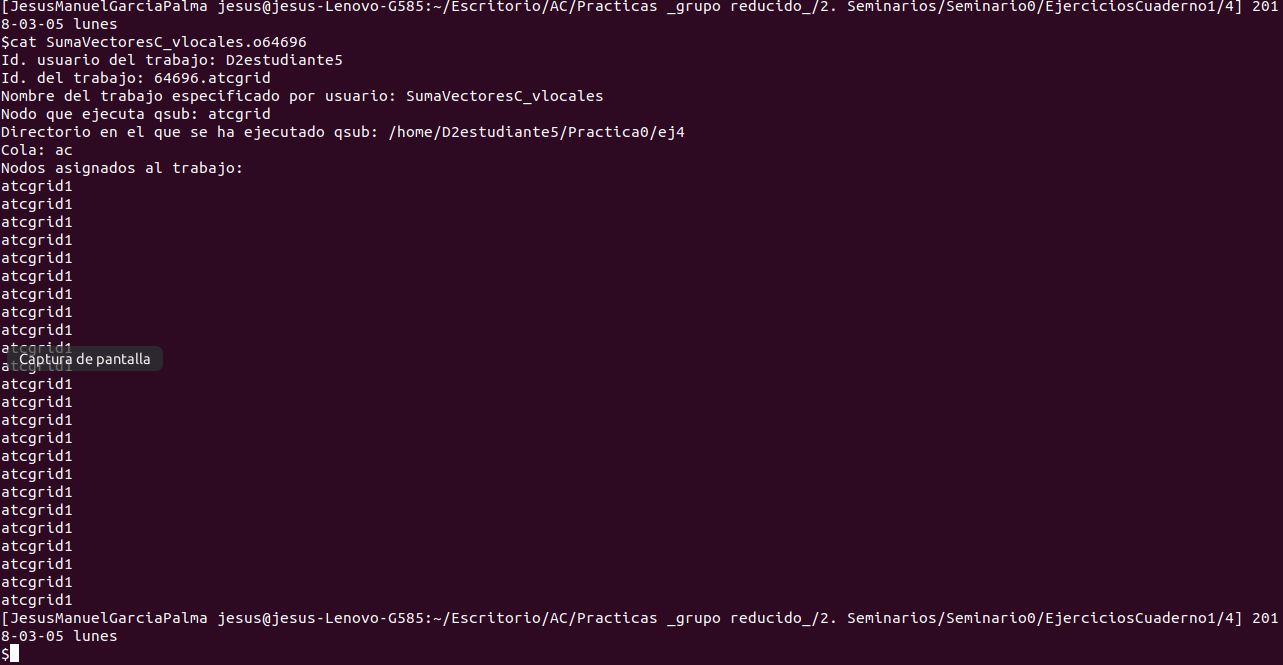 [JesusManuelGarciaPalma jesus@jesus-Lenovo-G585:~/Escritorio/AC/Practicas _grupo reducido_/2. Seminarios/Seminario0/EjerciciosCuaderno1/4] 201
8-03-05 lunes
$cat SumaVectoresC_vlocales.o64696
Id. usuario del trabajo: D2estudiante5
Id. del trabajo: 64696.atcgrid
Nombre del trabajo especificado por usuario: SumaVectoresC_vlocales
Nodo que ejecuta qsub: atcgrid
Directorio en el que se ha ejecutado qsub: /home/D2estudiante5/Practica0/ej4
Cola: ac
Nodos asignados al trabajo:
atcgrid1
atcgrid1
atcgrid1
atcgrid1
atcgrid1
atcgrid1
atcgrid1
atcgrid1
atcgrid1
atcgrid1
Captura de pantalla
atcgrid1
atcgrid1
atcgrid1
atcgrid1
atcgrid1
atcgrid1
atcgrid1
atcgrid1
atcgrid1
atcgrid1
atcgrid1
atcgrid1
atcgrid1
atcgrid1
[JesusManuelGarciaPalma jesus@jesus-Lenovo-G585:~/Escritorio/AC/Practicas _grupo reducido_/2. Seminarios/Seminario0/EjerciciosCuaderno1/4] 201
8-03-05 lunes
$